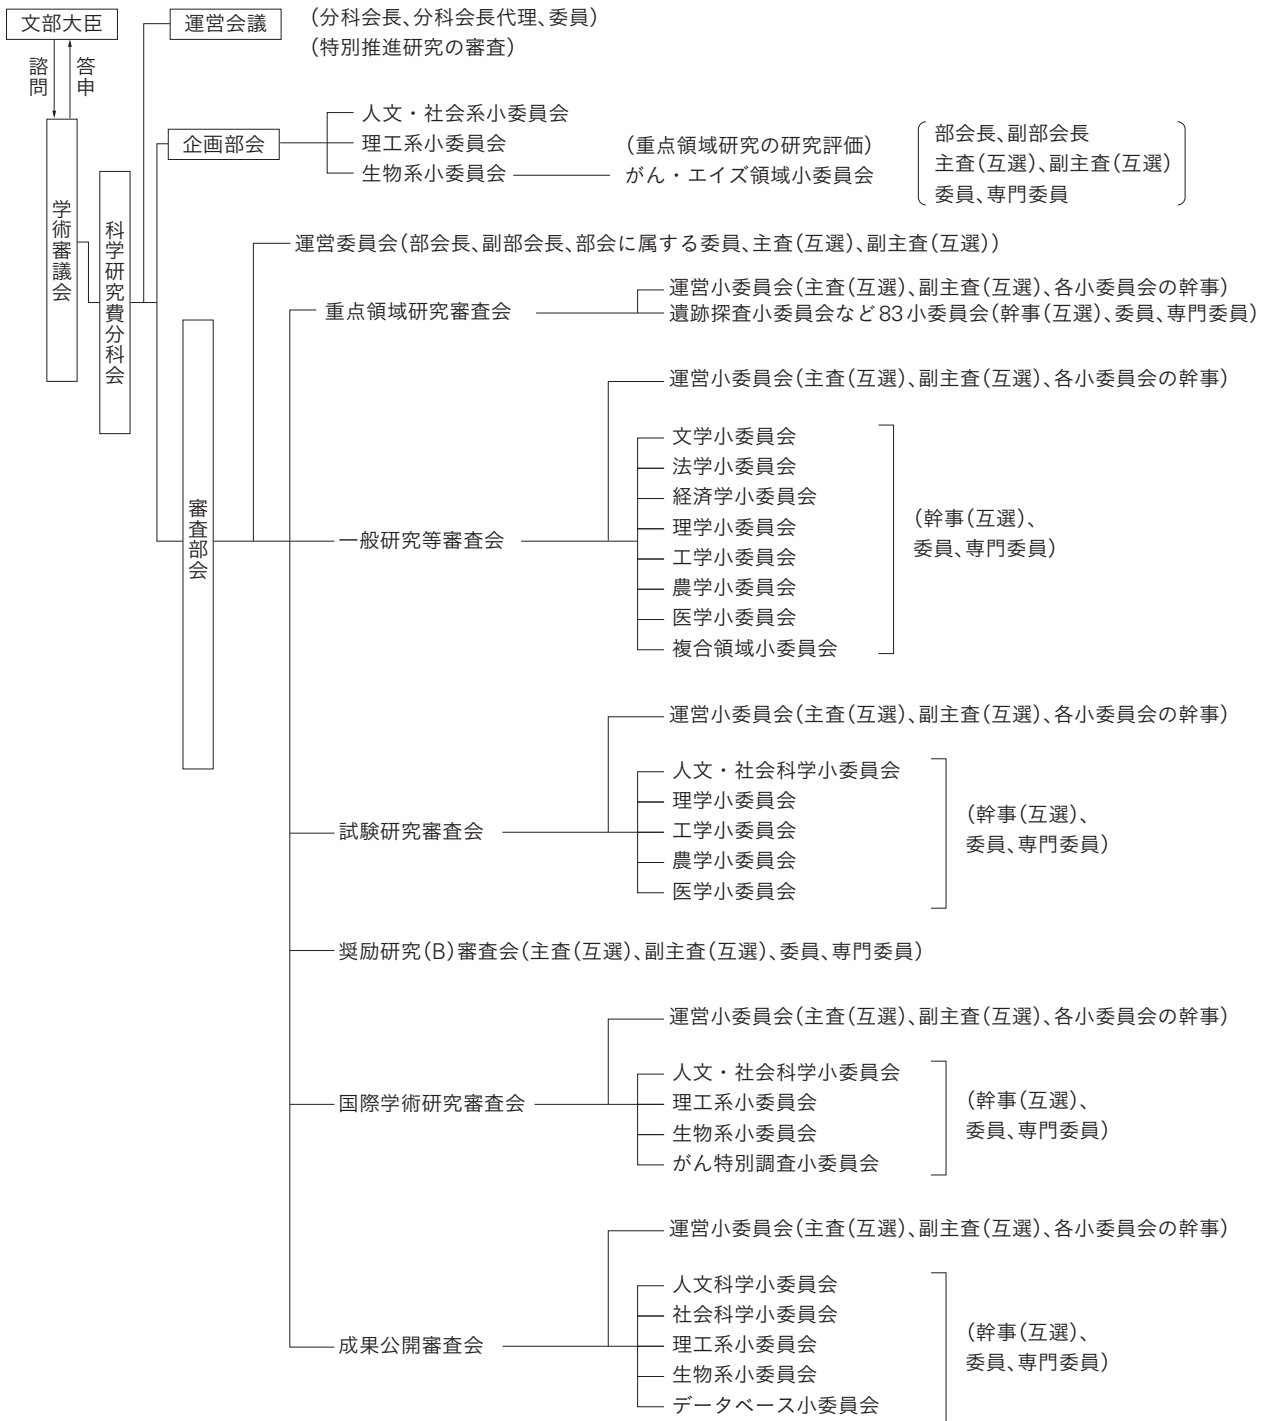 文部大臣
諮問
答申
学術審議会
科学研究費分科会
運営会議
(分科会長、分科会長代理、委員)
(特別推進研究の審査)
企画部会
人文・社会系小委員会
理工系小委員会
生物系小委員会
(重点領域研究の研究評価)
がん・エイズ領域小委員会
部会長、副部会長
主査(互選)、副主査(互選)
委員、専門委員
審査部会
運営委員会(部会長、副部会長、部会に属する委員、主査(互選)、副主査(互選))
重点領域研究審査会
運営小委員会(主査(互選)、副主査(互選)、各小委員会の幹事)
遺跡探査小委員会など83小委員会(幹事(互選)、委員、専門委員)
一般研究等審査会
運営小委員会(主査(互選)、副主査(互選)、各小委員会の幹事)
文学小委員会
法学小委員会
経済学小委員会
理学小委員会
工学小委員会
農学小委員会
医学小委員会
複合領域小委員会
(幹事(互選)、
委員、専門委員)
試験研究審査会
運営小委員会(主査(互選)、副主査(互選)、各小委員会の幹事)
人文・社会科学小委員会
理学小委員会
工学小委員会
農学小委員会
医学小委員会
(幹事(互選)、
委員、専門委員)
奨励研究(B)審査会(主査(互選)、副主査(互選)、委員、専門委員)
国際学術研究審査会
運営小委員会(主査(互選)、副主査(互選)、各小委員会の幹事)
人文・社会科学小委員会
理工系小委員会
生物系小委員会
がん特別調査小委員会
(幹事(互選)、
委員、専門委員)
成果公開審査会
運営小委員会(主査(互選)、副主査(互選)、各小委員会の幹事)
人文科学小委員会
社会科学小委員会
理工系小委員会
生物系小委員会
データベース小委員会
(幹事(互選)、
委員、専門委員)